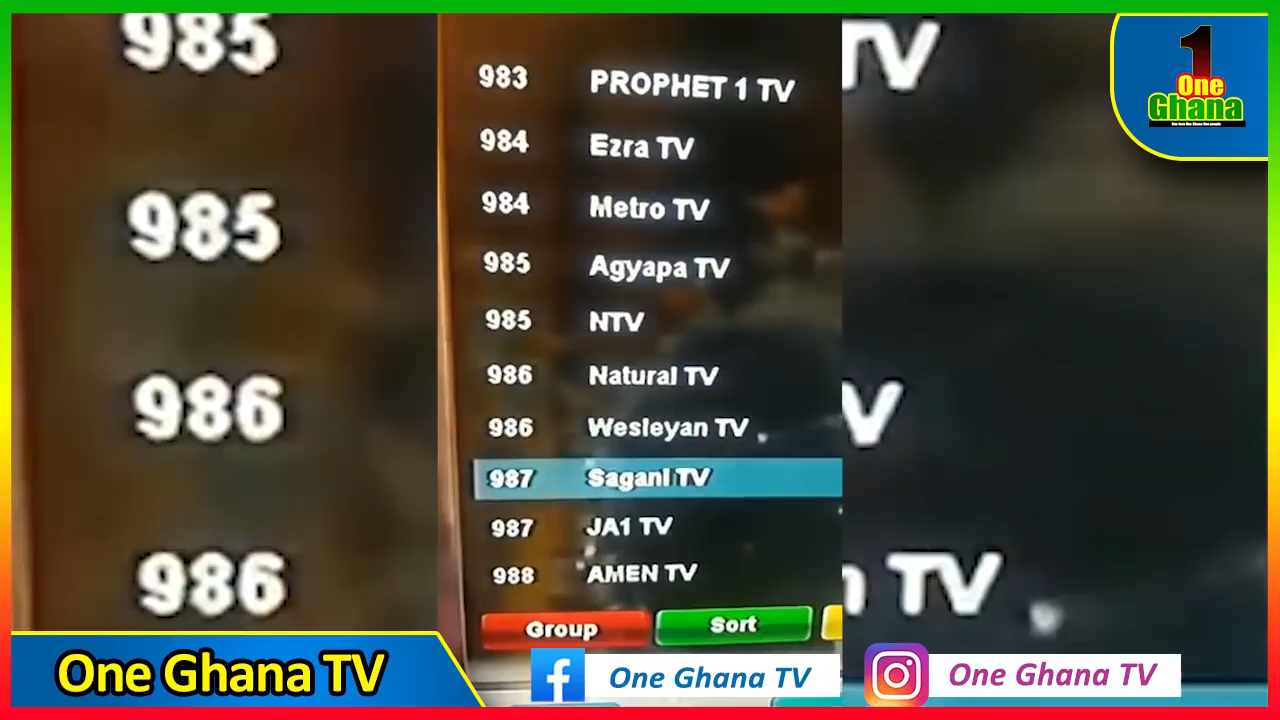 985
985
986
986
983 PROPHET 1 TV
984 Ezra TV
984 Metro TV
985 Agyapa TV
985 NTV
986 Natural TV
986 Wesleyan TV
987 Sagani TV
987 JA1 TV
988 AMEN TV
Group Sort
TV
V
n TV
1
One
Ghana
One Ghana TV
One Ghana TV
One Ghana TV